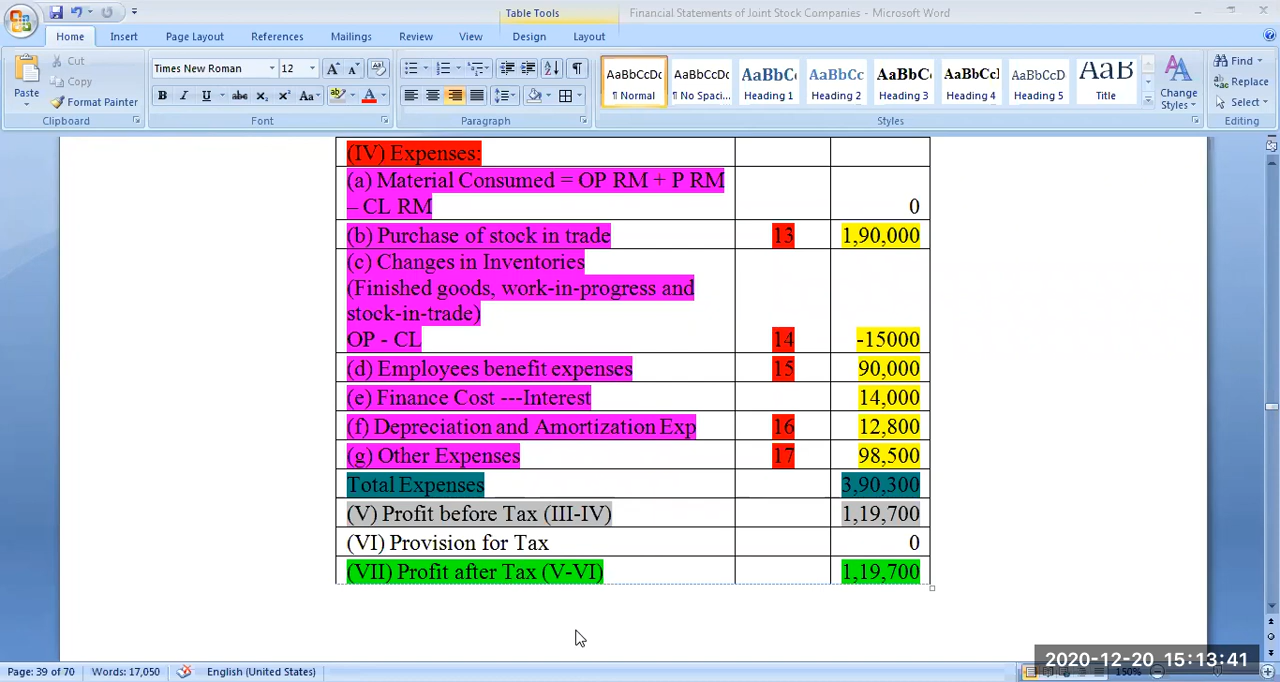 Table Tools
Financial Statements of Joint Stock Companies - Microsoft Word
Home Insert Page Layout References Mailings Review View Design Layout
Paste
Cut
Copy
Format Painter
Clipboard
Times New Roman 12
Font
Paragraph
AaBbCcDc AaBbCcDc AaBbC AaBbCc AaBbCc AaBbCcI AaBbCcD AaB
¶ Normal ¶ No Spaci... Heading 1 Heading 2 Heading 3 Heading 4 Heading 5 Title
Change Styles
Styles
Find
Replace
Select
Editing
(IV) Expenses:
(a) Material Consumed = OP RM + P RM
– CL RM 0
(b) Purchase of stock in trade 13 1,90,000
(c) Changes in Inventories
(Finished goods, work-in-progress and
stock-in-trade)
OP - CL 14 -15000
(d) Employees benefit expenses 15 90,000
(e) Finance Cost ---Interest 14,000
(f) Depreciation and Amortization Exp 16 12,800
(g) Other Expenses 17 98,500
Total Expenses 3,90,300
(V) Profit before Tax (III-IV) 1,19,700
(VI) Provision for Tax 0
(VII) Profit after Tax (V-VI) 1,19,700
2020-12-20 15:13:41
Page: 39 of 70 Words: 17,050 English (United States) 150%